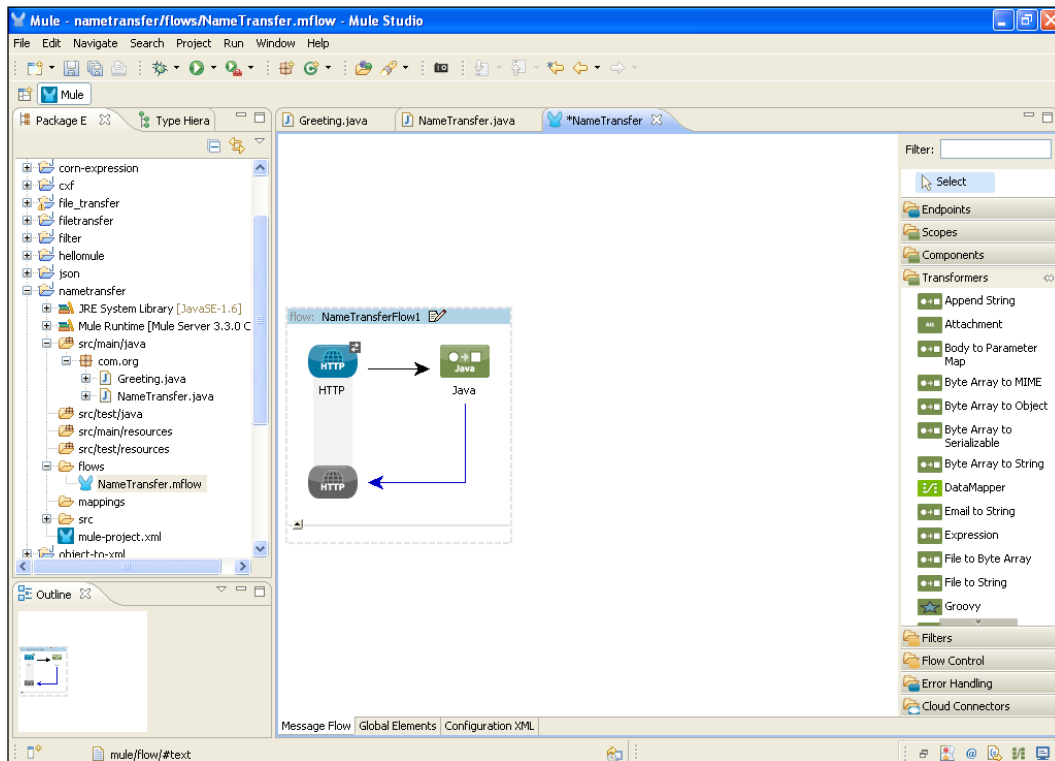 Mule - nametransfer/flows/NameTransfer.mflow - Mule Studio
File Edit Navigate Search Project Run Window Help
Mule
Package E
Type Hiera
Greeting.java
NameTransfer.java
*NameTransfer
corn-expression
cxf
file_transfer
filetransfer
filter
hellomule
json
nametransfer
JRE System Library [JavaSE-1.6]
Mule Runtime [Mule Server 3.3.0 C
src/main/java
com.org
Greeting.java
NameTransfer.java
src/test/java
src/main/resources
src/test/resources
flows
NameTransfer.mflow
mappings
src
mule-project.xml
object-to-xml
Outline
flow: NameTransferFlow1
HTTP
Java
HTTP
Java
HTTP
Message Flow
Global Elements
Configuration XML
Filter:
Select
Endpoints
Scopes
Components
Transformers
Append String
Attachment
Body to Parameter
Map
Byte Array to MIME
Byte Array to Object
Byte Array to
Serializable
Byte Array to String
DataMapper
Email to String
Expression
File to Byte Array
File to String
Groovy
Filters
Flow Control
Error Handling
Cloud Connectors
mule/flow/#text